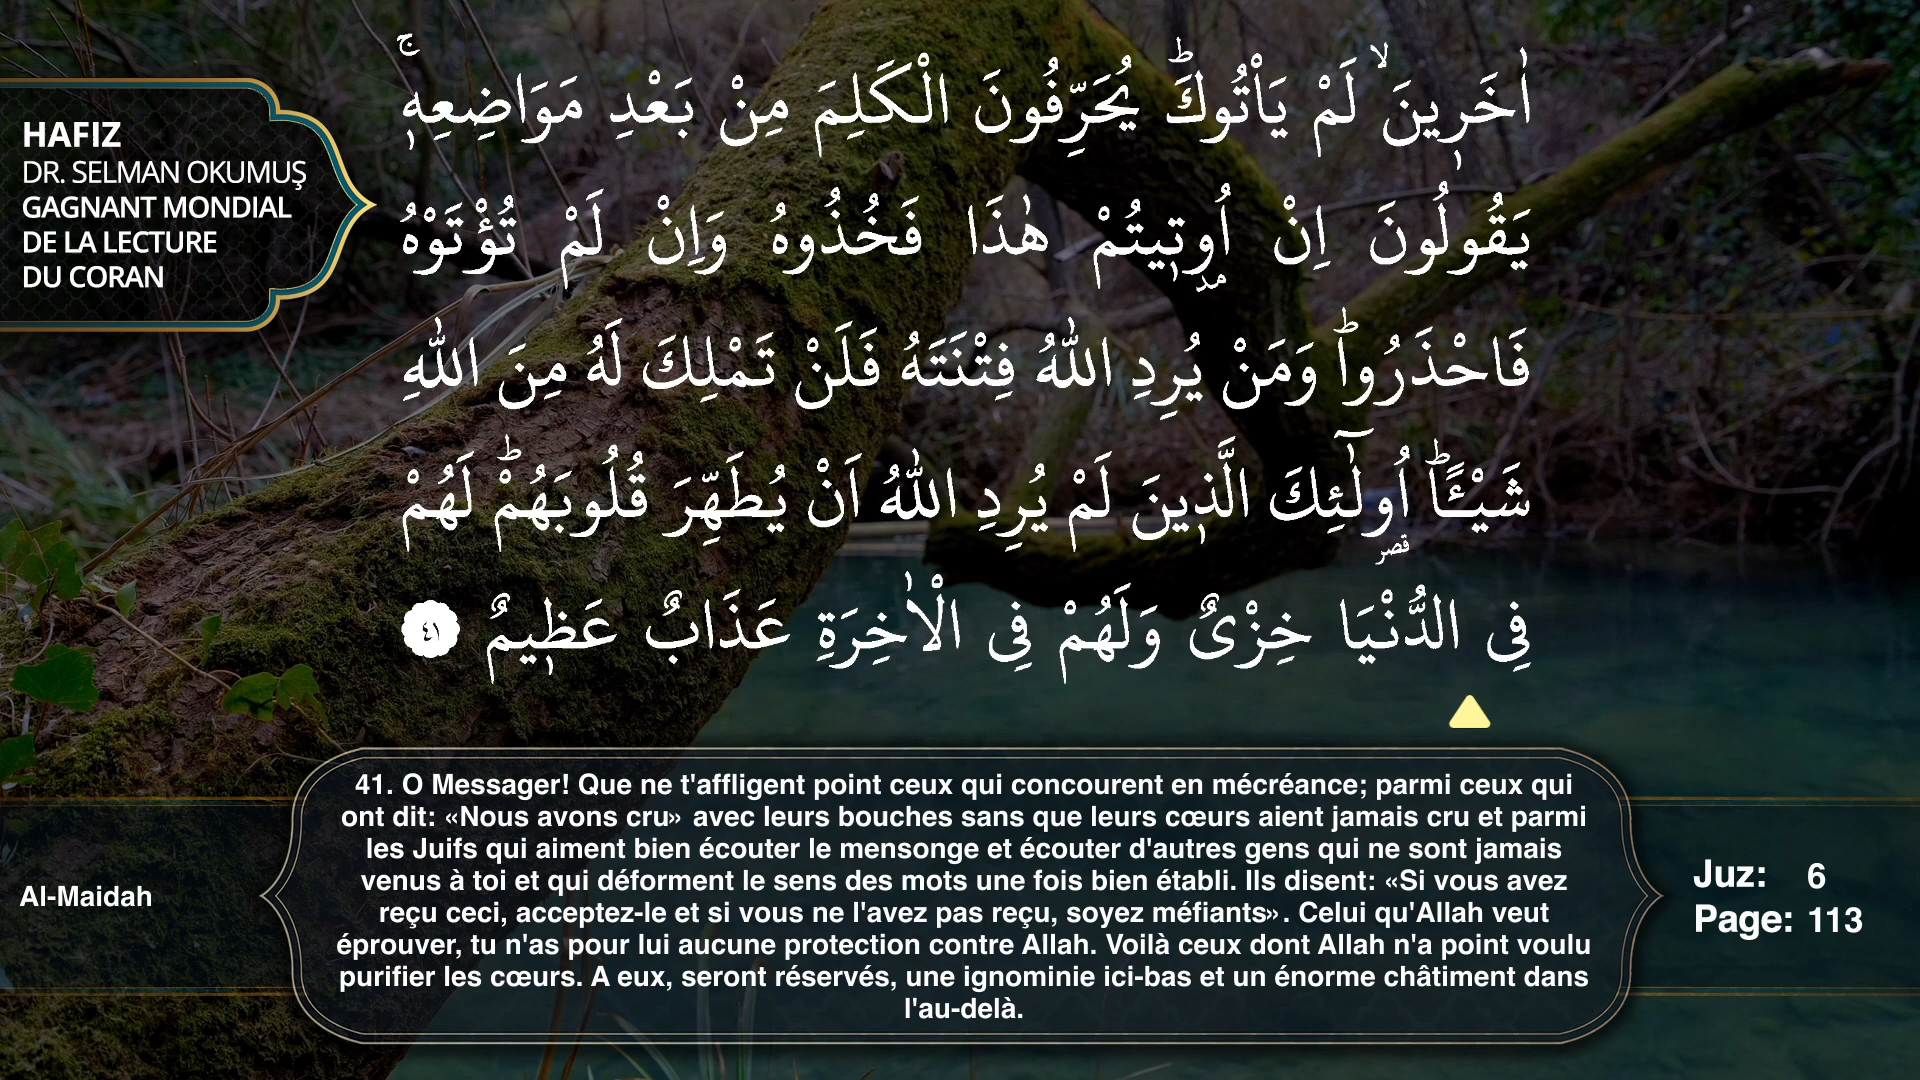 اٰخَرٖينَۙ لَمْ يَاْتُوكَؕ يُحَرِّفُونَ الْكَلِمَ مِنْ بَعْدِ مَوَاضِعِهٖۚ
يَقُولُونَ اِنْ اُو۫تٖيتُمْ هٰذَا فَخُذُوهُ وَاِنْ لَمْ تُؤْتَوْهُ
فَاحْذَرُواؕ وَمَنْ يُرِدِ اللّٰهُ فِتْنَتَهُ فَلَنْ تَمْلِكَ لَهُ مِنَ اللّٰهِ
شَيْـًٔاؕ اُولٰٓئِكَ الَّذٖينَ لَمْ يُرِدِ اللّٰهُ اَنْ يُطَهِّرَ قُلُوبَهُمْؕ لَهُمْ
فِى الدُّنْيَا خِزْىٌ وَلَهُمْ فِى الْاٰخِرَةِ عَذَابٌ عَظٖيمٌ ٤١
HAFIZ
DR. SELMAN OKUMUŞ
GAGNANT MONDIAL
DE LA LECTURE
DU CORAN
41. O Messager! Que ne t'affligent point ceux qui concourent en mécréance; parmi ceux qui
ont dit: «Nous avons cru» avec leurs bouches sans que leurs cœurs aient jamais cru et parmi
les Juifs qui aiment bien écouter le mensonge et écouter d'autres gens qui ne sont jamais
venus à toi et qui déforment le sens des mots une fois bien établi. Ils disent: «Si vous avez
reçu ceci, acceptez-le et si vous ne l'avez pas reçu, soyez méfiants». Celui qu'Allah veut
éprouver, tu n'as pour lui aucune protection contre Allah. Voilà ceux dont Allah n'a point voulu
purifier les cœurs. A eux, seront réservés, une ignominie ici-bas et un énorme châtiment dans
l'au-delà.
Al-Maidah
Juz: 6
Page: 113